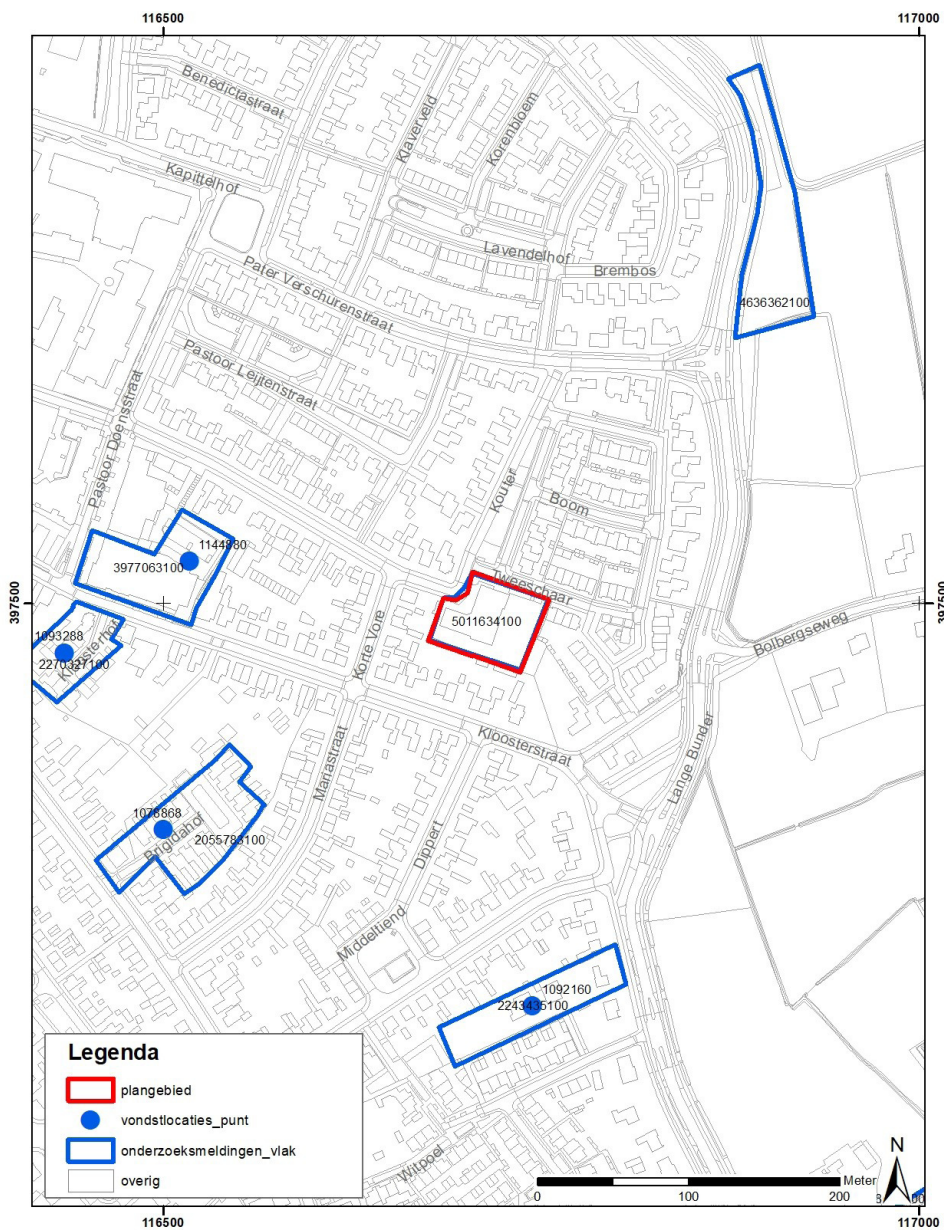 116500
117000
Benedictastraat
Klaverveld
Korenbloem
Kapittelhof
Lavendelhof
Brembos
Pater Verschurenstraat
4636362100
Pastoor Leijtenstraat
Pastoor Doensstraat
Kouter
Boom
1144880
3977063100
Tweeschaar
397500
397500
5011634100
1093288
Kloosterhof
2270327100
Korte Vore
Bolbergseweg
Kloosterstraat
Mariastraat
Lange Bunder
1078868
Brigidahof
2055783100
Dippert
Middeltiend
1092160
2243435100
Legenda
plangebied
vondstlocaties_punt
onderzoeksmeldingen_vlak
overig
Witpoel
N
Meter
0
100
200
116500
117000